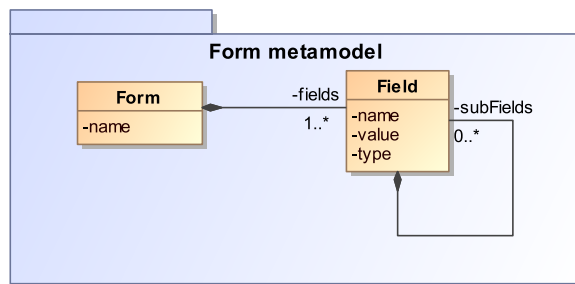 Form metamodel
Form
-name
-fields
1..*
Field
-name
-value
-type
-subFields
0..*